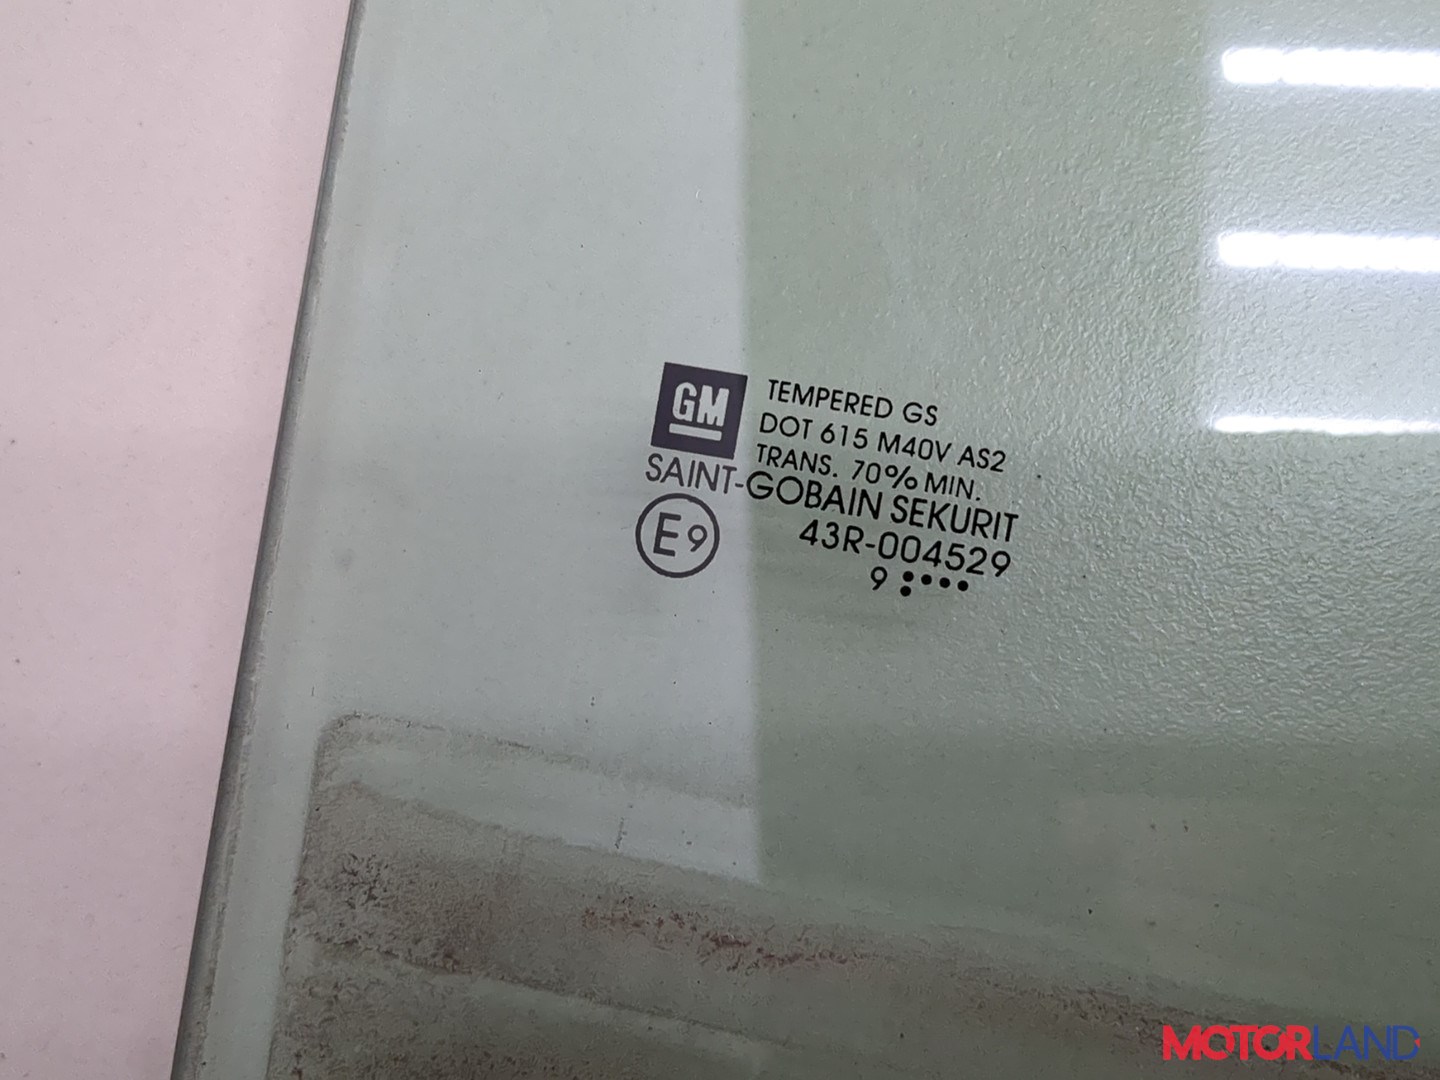 GM
TEMPERED GS
DOT 615 M40V AS2
TRANS. 70% MIN.
SAINT-GOBAIN SEKURIT
E9
43R-004529
9 :••••
MOTORLAND